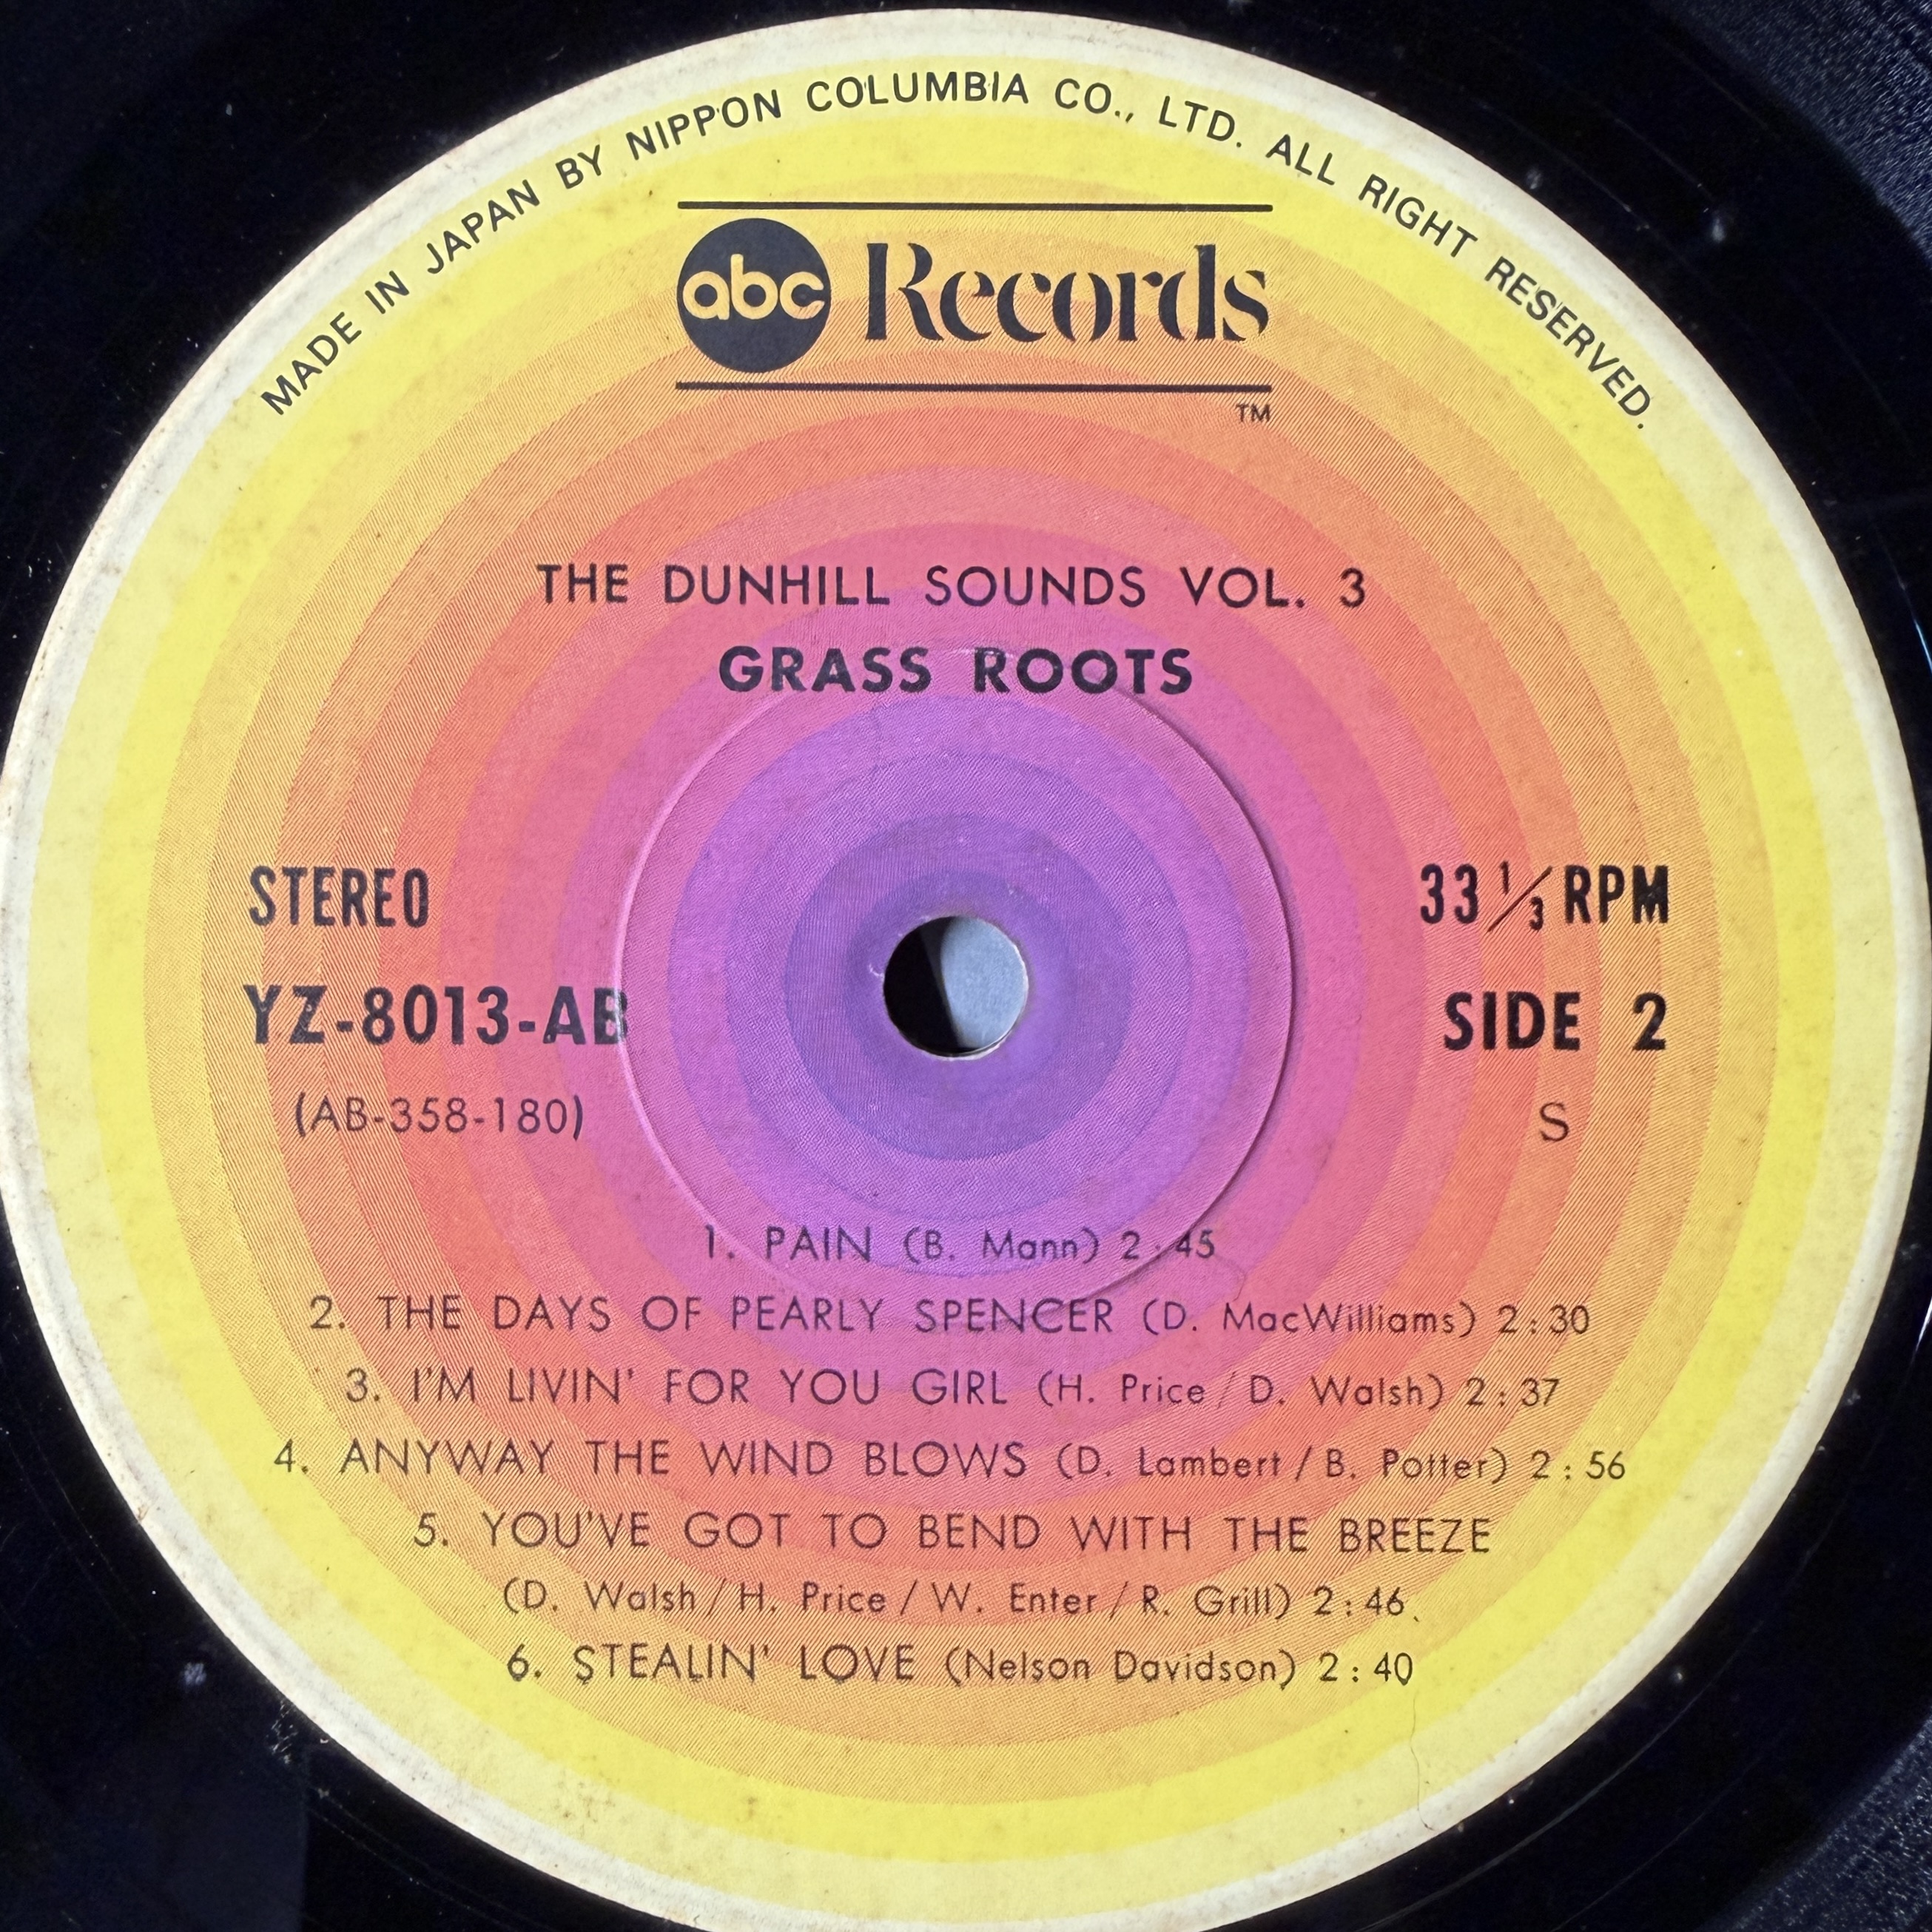 MADE IN JAPAN BY NIPPON COLUMBIA CO., LTD. ALL RIGHT RESERVED.
abc Records
TM
THE DUNHILL SOUNDS VOL. 3
GRASS ROOTS
STEREO
33 1/3 RPM
YZ-8013-AB
SIDE 2
(AB-358-180)
S
1. PAIN (B. Mann) 2:45
2. THE DAYS OF PEARLY SPENCER (D. MacWilliams) 2:30
3. I'M LIVIN' FOR YOU GIRL (H. Price / D. Walsh) 2:37
4. ANYWAY THE WIND BLOWS (D. Lambert / B. Potter) 2:56
5. YOU'VE GOT TO BEND WITH THE BREEZE
(D. Walsh / H. Price / W. Enter / R. Grill) 2:46
6. STEALIN' LOVE (Nelson Davidson) 2:40